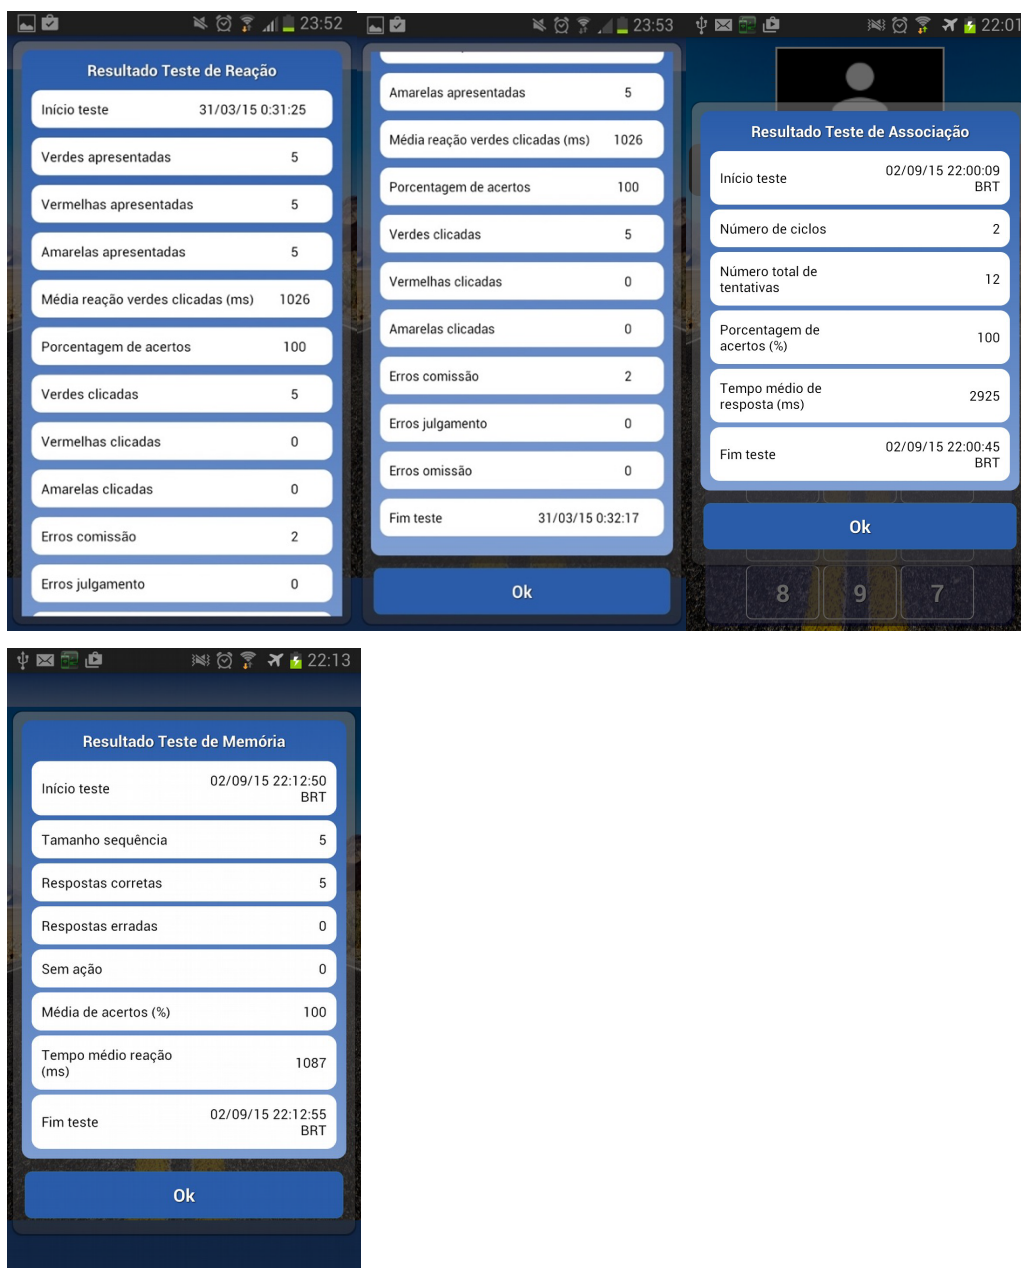 23:52
Resultado Teste de Reação
Início teste 31/03/15 0:31:25
Verdes apresentadas 5
Vermelhas apresentadas 5
Amarelas apresentadas 5
Média reação verdes clicadas (ms) 1026
Porcentagem de acertos 100
Verdes clicadas 5
Vermelhas clicadas 0
Amarelas clicadas 0
Erros comissão 2
Erros julgamento 0
23:53
Amarelas apresentadas 5
Média reação verdes clicadas (ms) 1026
Porcentagem de acertos 100
Verdes clicadas 5
Vermelhas clicadas 0
Amarelas clicadas 0
Erros comissão 2
Erros julgamento 0
Erros omissão 0
Fim teste 31/03/15 0:32:17
Ok
22:01
Resultado Teste de Associação
Início teste 02/09/15 22:00:09
BRT
Número de ciclos 2
Número total de
tentativas 12
Porcentagem de
acertos (%) 100
Tempo médio de
resposta (ms) 2925
Fim teste 02/09/15 22:00:45
BRT
Ok
8 9 7
22:13
Resultado Teste de Memória
Início teste 02/09/15 22:12:50
BRT
Tamanho sequência 5
Respostas corretas 5
Respostas erradas 0
Sem ação 0
Média de acertos (%) 100
Tempo médio reação
(ms) 1087
Fim teste 02/09/15 22:12:55
BRT
Ok